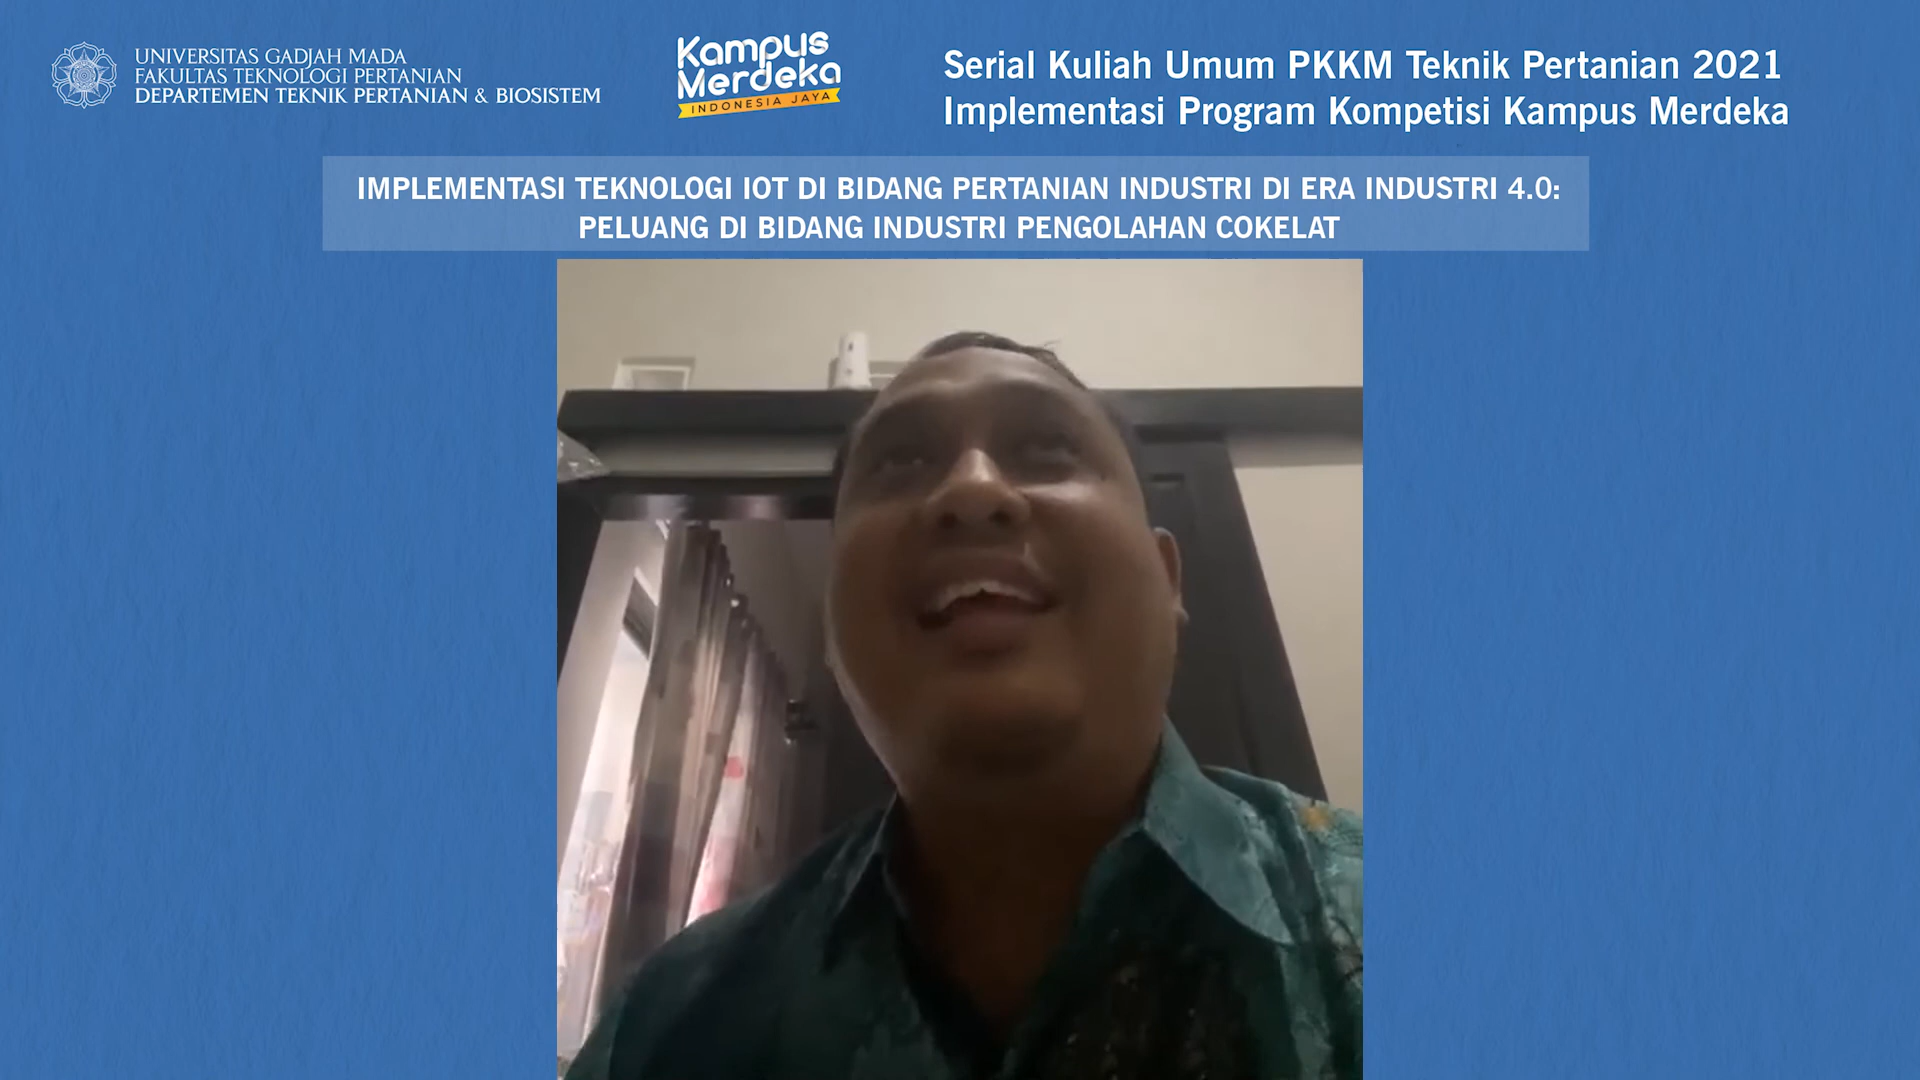 UNIVERSITAS GADJAH MADA
FAKULTAS TEKNOLOGI PERTANIAN
DEPARTEMEN TEKNIK PERTANIAN & BIOSISTEM
Kampus
Merdeka
INDONESIA JAYA
Serial Kuliah Umum PKKM Teknik Pertanian 2021
Implementasi Program Kompetisi Kampus Merdeka
IMPLEMENTASI TEKNOLOGI IOT DI BIDANG PERTANIAN INDUSTRI DI ERA INDUSTRI 4.0:
PELUANG DI BIDANG INDUSTRI PENGOLAHAN COKELAT